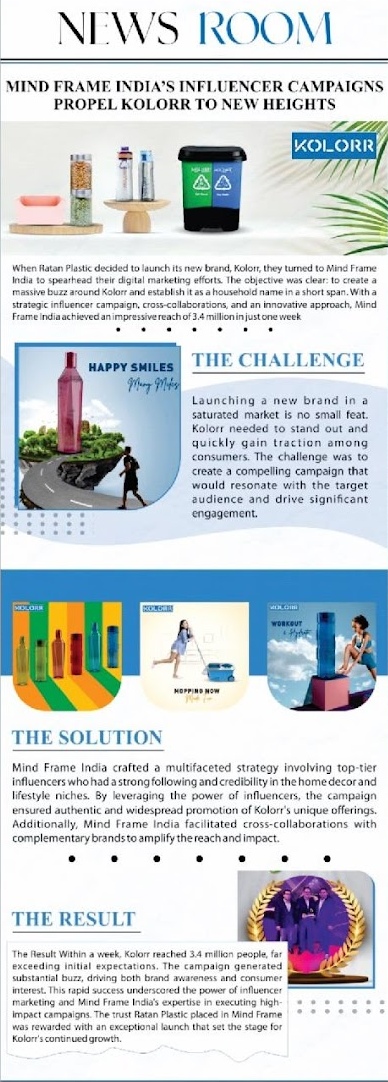 NEWS ROOM
MIND FRAME INDIA'S INFLUENCER CAMPAIGNS
PROPEL KOLORR TO NEW HEIGHTS
KOLORR
When Ratan Plastic decided to launch its new brand, Kolorr, they turned to Mind Frame
India to spearhead their digital marketing efforts. The objective was clear: to create a
massive buzz around Kolorr and establish it as a household name in a short span. With a
strategic influencer campaign, cross-collaborations, and an innovative approach, Mind
Frame India achieved an impressive reach of 3.4 million in just one week
HAPPY SMILES
Many Miles
THE CHALLENGE
Launching a new brand in a
saturated market is no small feat.
Kolorr needed to stand out and
quickly gain traction among
consumers. The challenge was to
create a compelling campaign that
would resonate with the target
audience and drive significant
engagement.
KOLORR
KOLORR
MOPPING NOW
Made Fun
KOLORR
WORKOUT
& Hydrate
THE SOLUTION
Mind Frame India crafted a multifaceted strategy involving top-tier
influencers who had a strong following and credibility in the home decor and
lifestyle niches. By leveraging the power of influencers, the campaign
ensured authentic and widespread promotion of Kolorr's unique offerings.
Additionally, Mind Frame India facilitated cross-collaborations with
complementary brands to amplify the reach and impact.
THE RESULT
The Result Within a week, Kolorr reached 3.4 million people, far
exceeding initial expectations. The campaign generated
substantial buzz, driving both brand awareness and consumer
interest. This rapid success underscored the power of influencer
marketing and Mind Frame India's expertise in executing high-
impact campaigns. The trust Ratan Plastic placed in Mind Frame
was rewarded with an exceptional launch that set the stage for
Kolorr's continued growth.